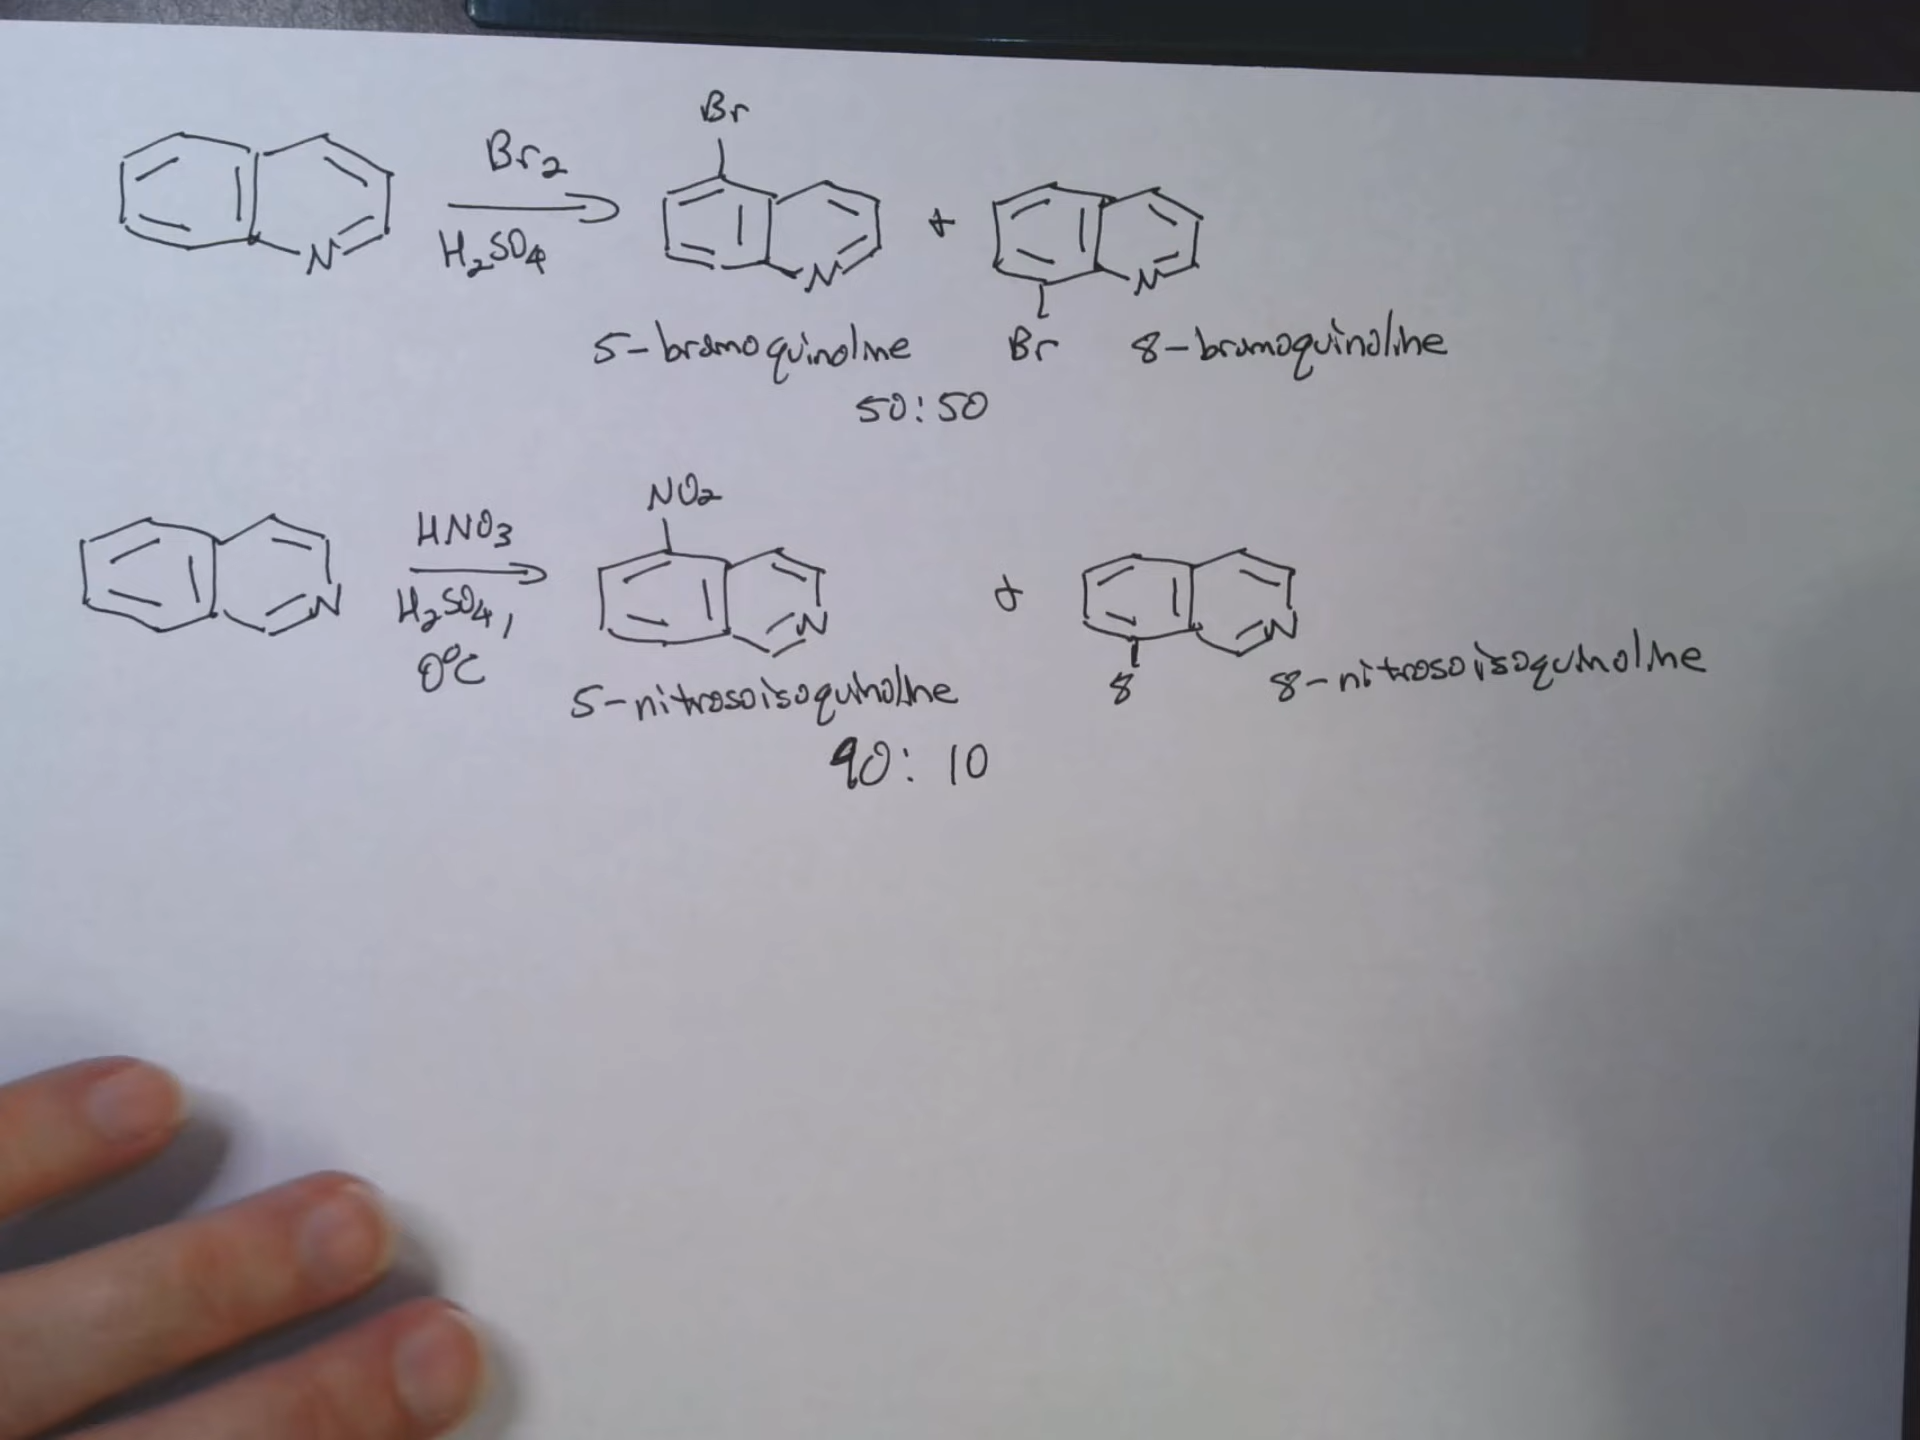 Br
Br2
H2SO4
N
N
+
N
5-bromoquinoline
Br
8-bromoquinoline
50:50
NO2
HNO3
H2SO4,
0°C
N
N
+
N
8
5-nitrosoisoquinoline
8-nitrosoisoquinoline
90: 10